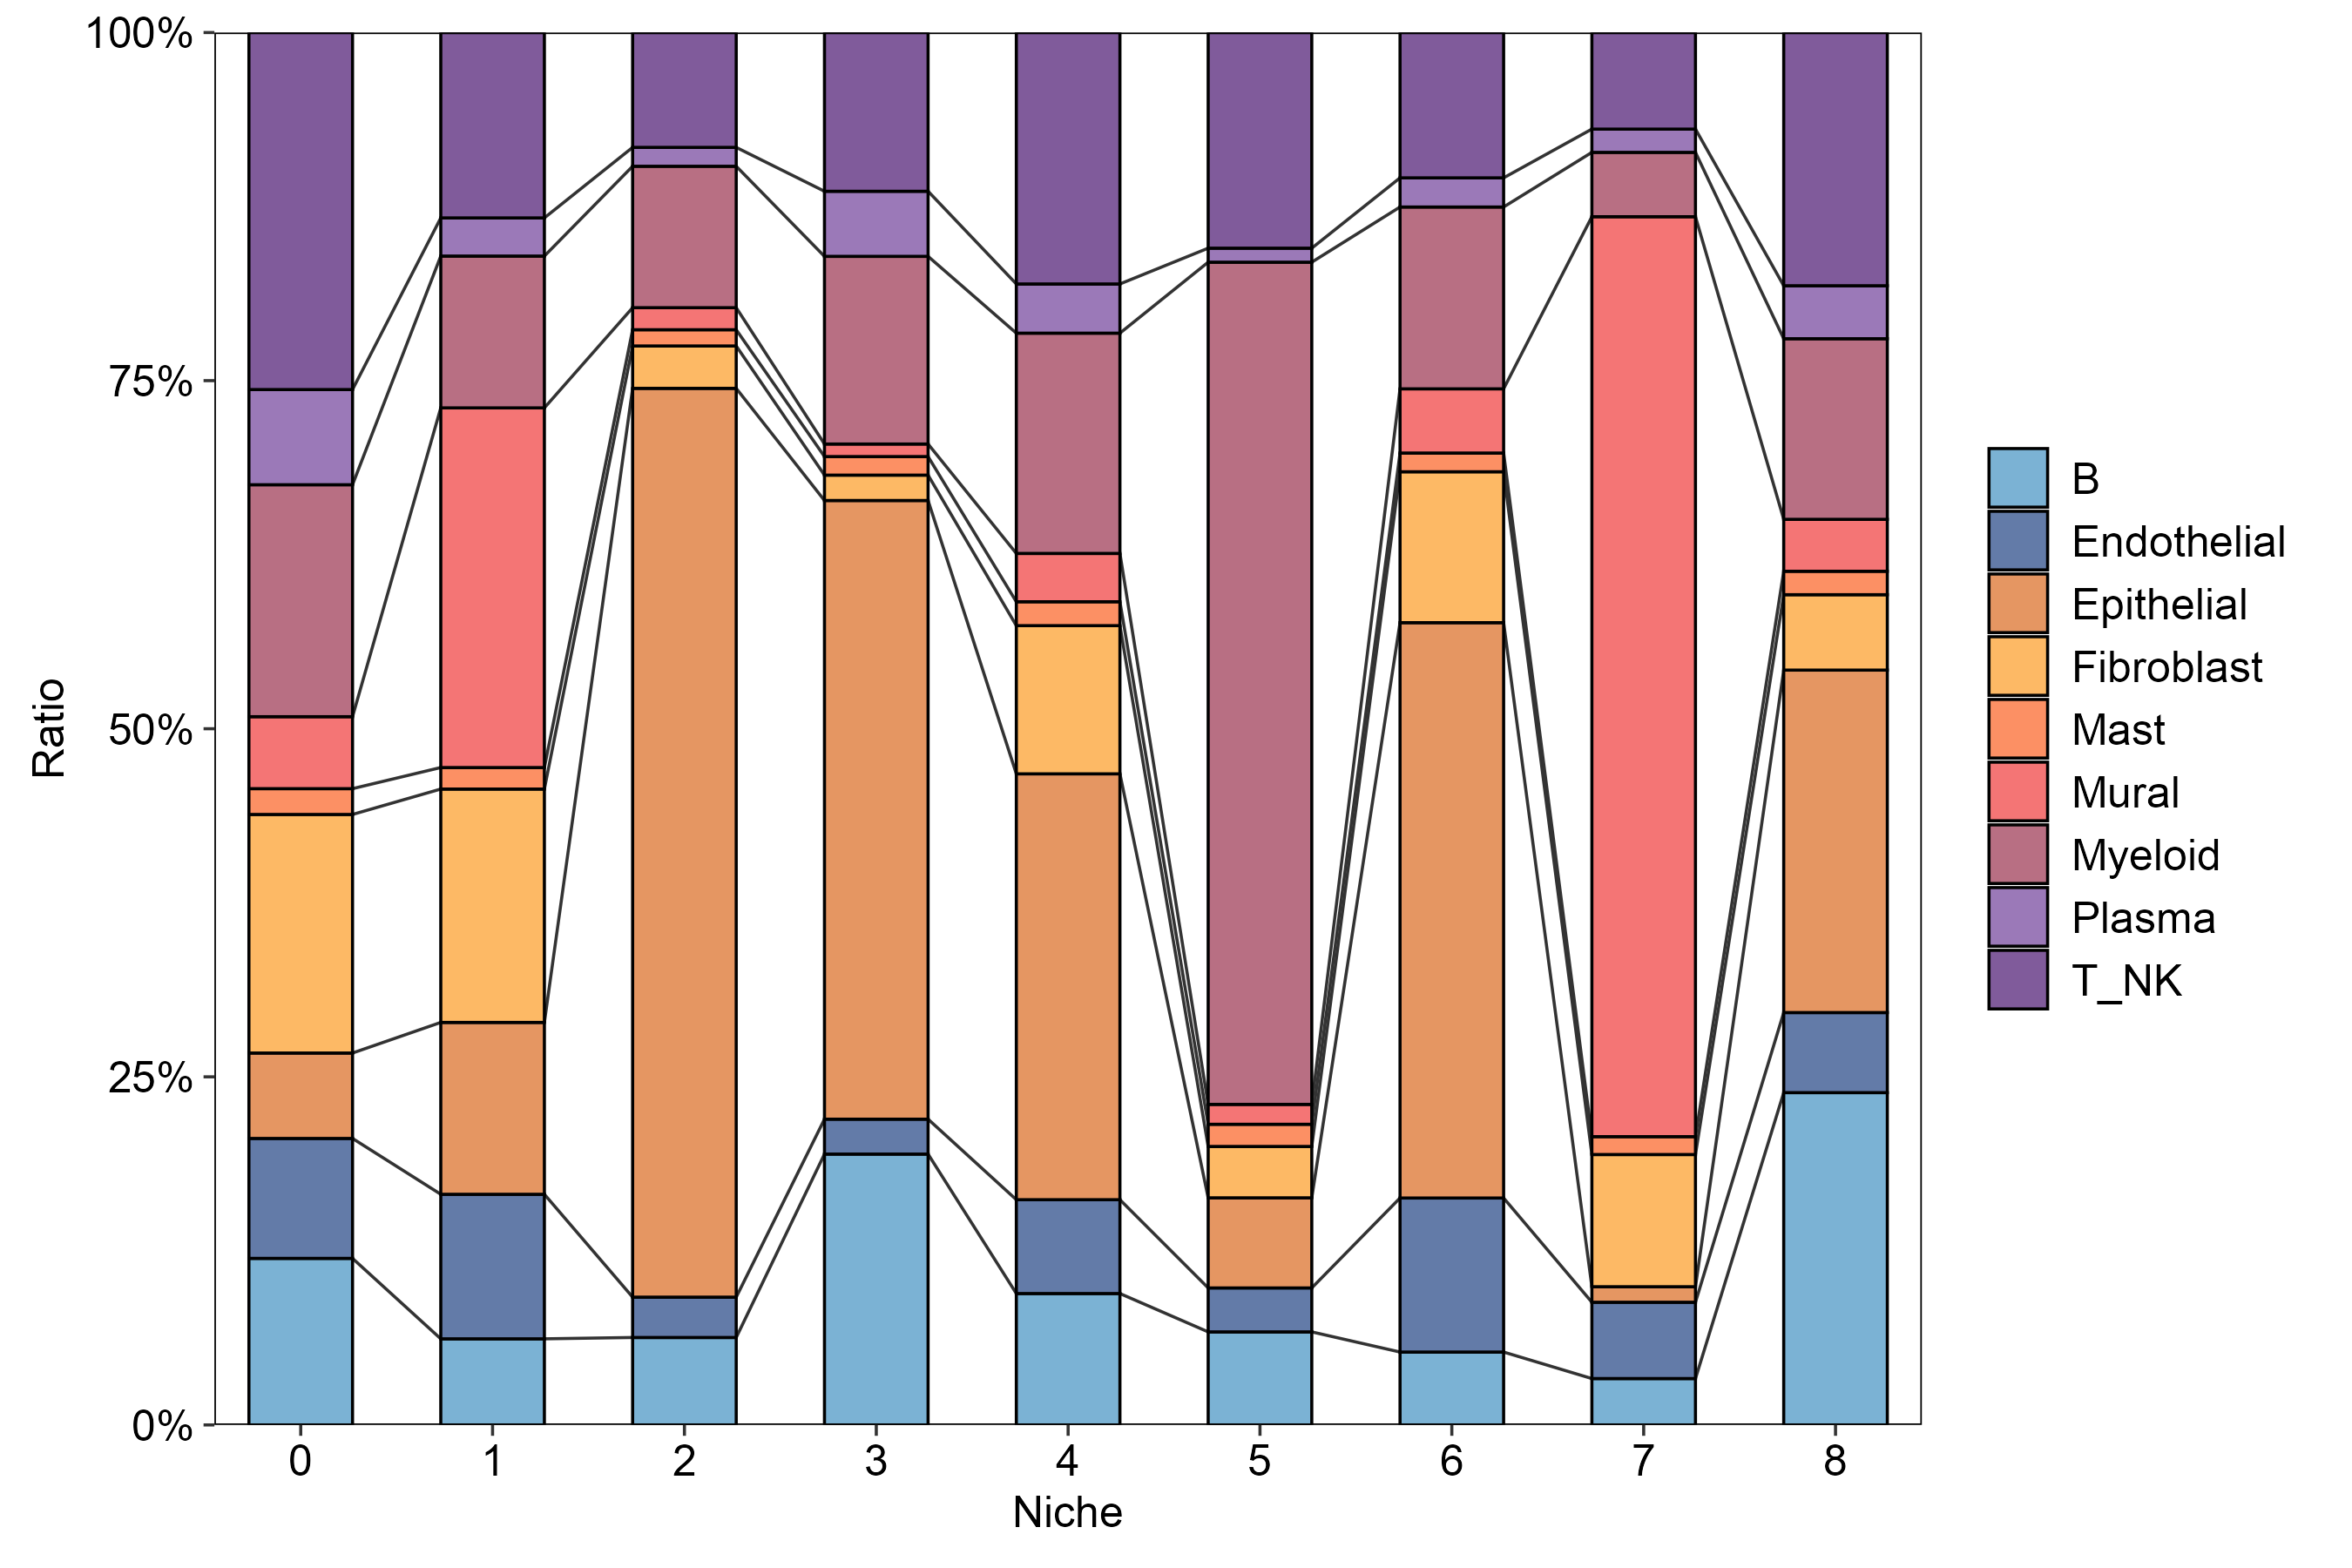 100%
75%
50%
25%
0%
Ratio
0 1 2 3 4 5 6 7 8
Niche
B
Endothelial
Epithelial
Fibroblast
Mast
Mural
Myeloid
Plasma
T_NK